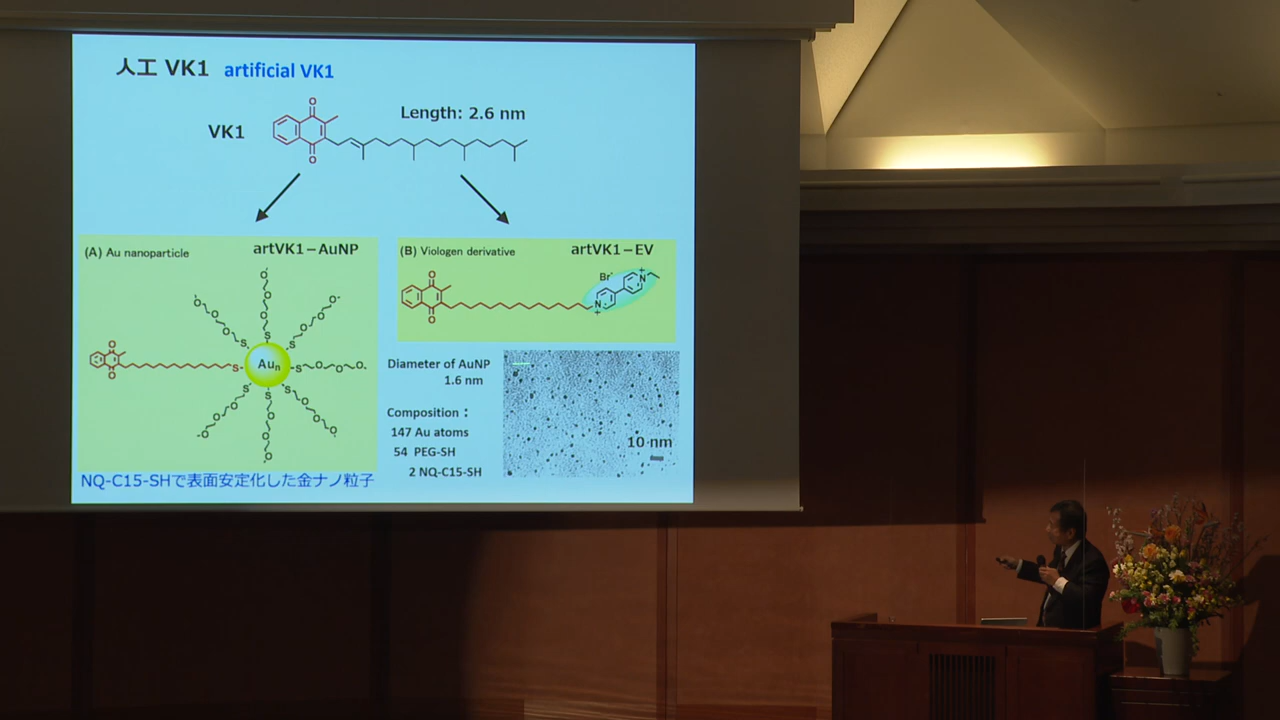 人工 VK1 artificial VK1
Length: 2.6 nm
VK1
(A) Au nanoparticle
artVK1−AuNP
Auₙ
NQ-C15-SHで表面安定化した金ナノ粒子
(B) Viologen derivative
artVK1−EV
Br⁻
Diameter of AuNP
1.6 nm
Composition：
147 Au atoms
54 PEG-SH
2 NQ-C15-SH
10 nm